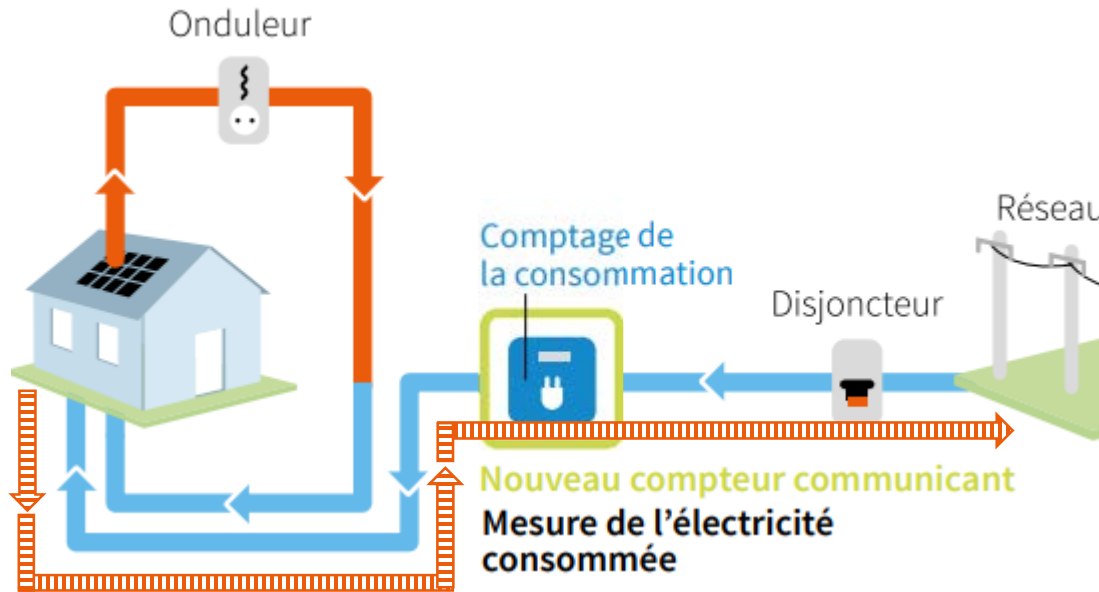 Onduleur
Réseau
Comptage de
la consommation
Disjoncteur
Nouveau compteur communicant
Mesure de l'électricité
consommée